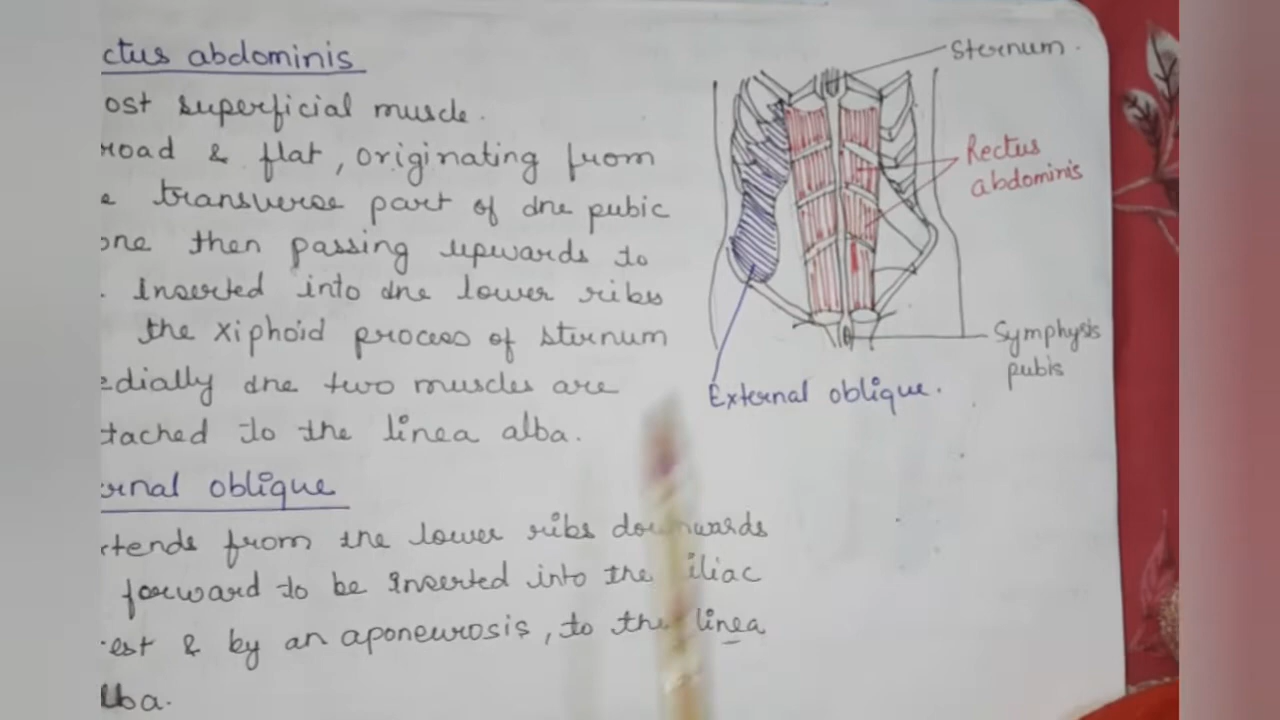 ctus abdominis
ost superficial muscle.
road & flat, originating from
e transverse part of the pubic
one then passing upwards to
. inserted into the lower ribs
the xiphoid process of sternum
edially the two muscles are
tached to the linea alba.
ernal oblique
tends from the lower ribs downwards
forward to be inserted into the iliac
est & by an aponeurosis, to the linea
lba.
Sternum.
Rectus
abdominis
Symphysis
pubis
External oblique.